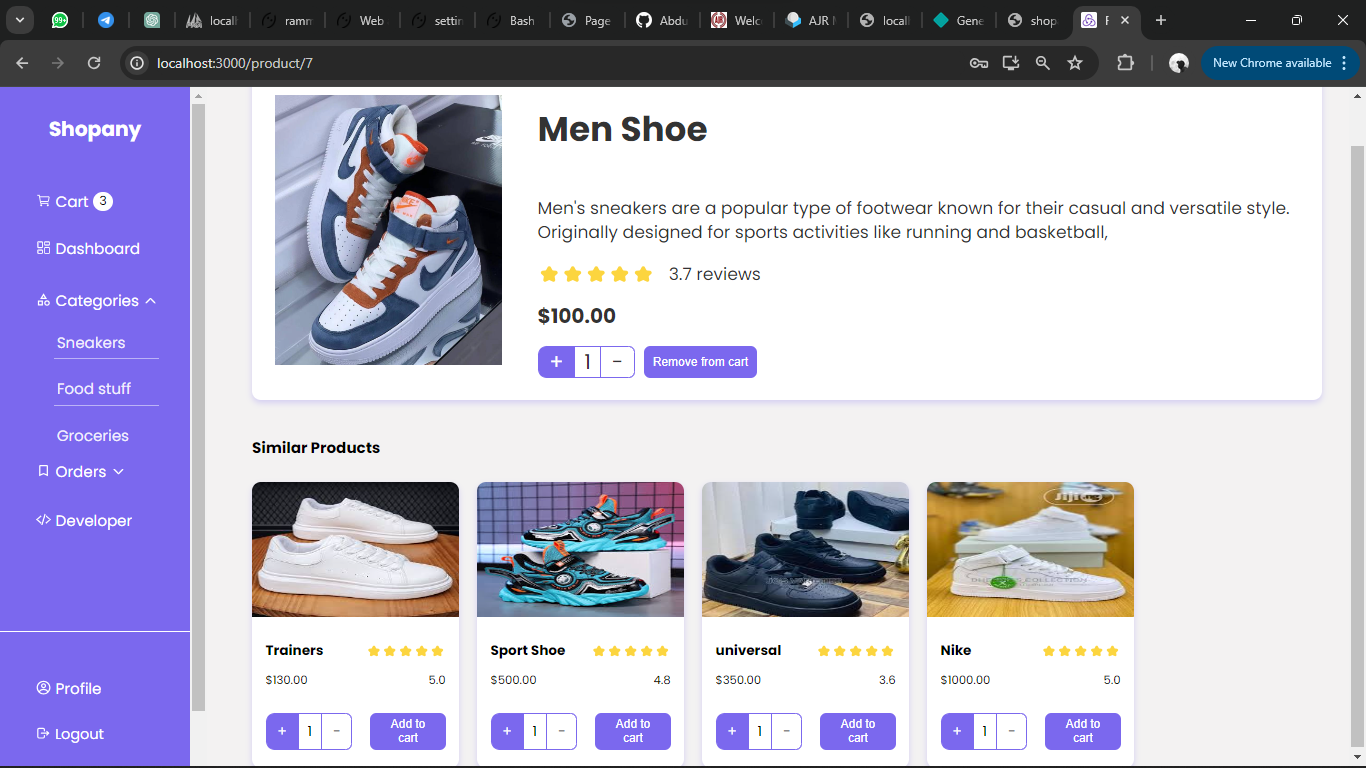 99+
locall
ramm
Web
settin
Bash
Page
Abdu
Welc
AJR
locall
Gene
shop
localhost:3000/product/7
New Chrome available
Shopany
Cart 3
Dashboard
Categories
Sneakers
Food stuff
Groceries
Orders
Developer
Profile
Logout
Men Shoe
Men's sneakers are a popular type of footwear known for their casual and versatile style.
Originally designed for sports activities like running and basketball,
3.7 reviews
$100.00
+ 1 − Remove from cart
Similar Products
Trainers
$130.00 5.0
+ 1 − Add to
cart
Sport Shoe
$500.00 4.8
+ 1 − Add to
cart
universal
$350.00 3.6
+ 1 − Add to
cart
Nike
$1000.00 5.0
+ 1 − Add to
cart